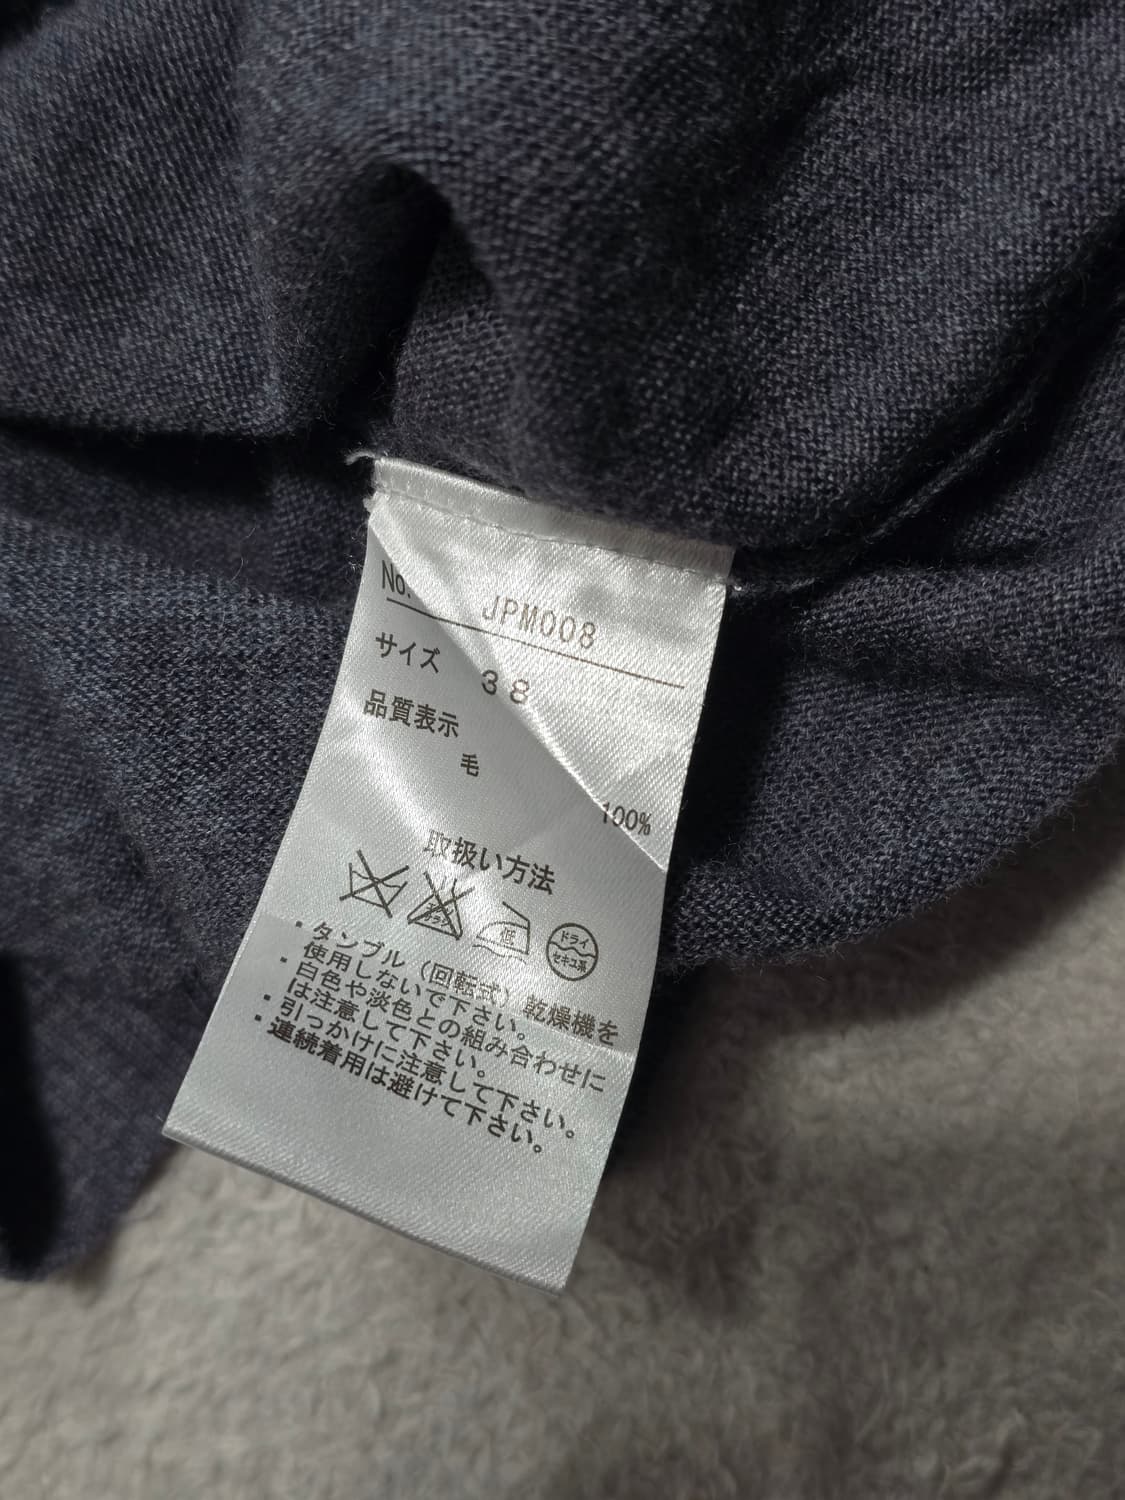 No. JPM008
サイズ 38
品質表示
毛
100%
取扱い方法
低 ドライ セキユ系
・タンブル（回転式）乾燥機を
使用しないで下さい。
・白色や淡色との組み合わせに
は注意して下さい。
・引っかけに注意して下さい。
・連続着用は避けて下さい。